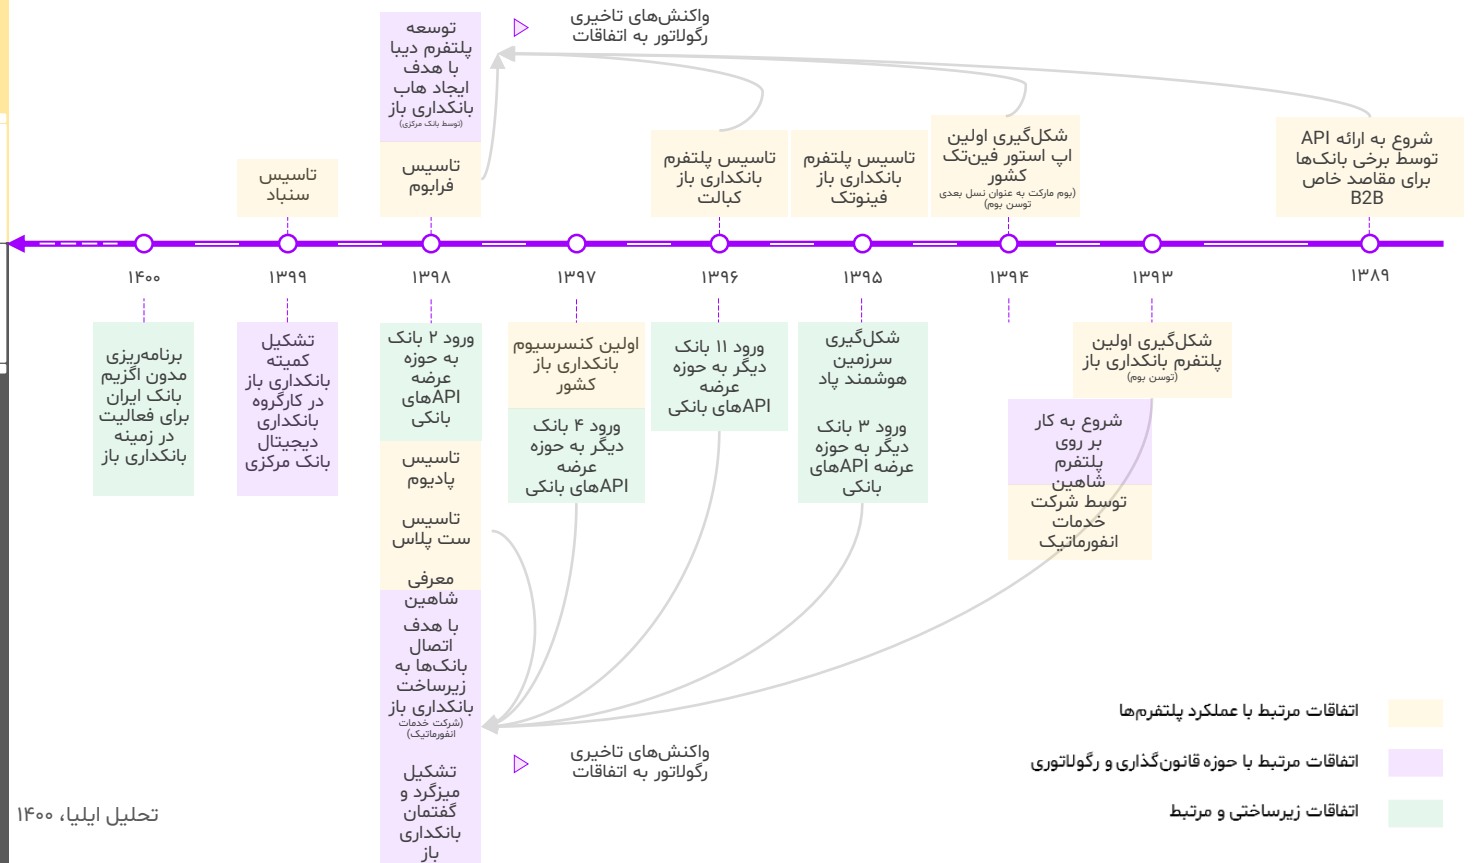 واکنش‌های تاخیری
رگولاتور به اتفاقات
توسعه
پلتفرم دیبا
با هدف
ایجاد هاب
بانکداری باز
(توسط بانک مرکزی)
شروع به ارائه API
توسط برخی بانک‌ها
برای مقاصد خاص
B2B
شکل‌گیری اولین
اپ استور فین‌تک
کشور
(بوم مارکت به عنوان نسل بعدی
توسن بوم)
تاسیس پلتفرم
بانکداری باز
فینوتک
تاسیس پلتفرم
بانکداری باز
کبالت
تاسیس
فرابوم
تاسیس
سنباد
۱۳۸۹
۱۳۹۳
۱۳۹۴
۱۳۹۵
۱۳۹۶
۱۳۹۷
۱۳۹۸
۱۳۹۹
۱۴۰۰
شکل‌گیری اولین
پلتفرم بانکداری باز
(توسن بوم)
شروع به کار
بر روی
پلتفرم
شاهین
توسط شرکت
خدمات
انفورماتیک
شکل‌گیری
سرزمین
هوشمند پاد
ورود ۳ بانک
دیگر به حوزه
عرضه APIهای
بانکی
ورود ۱۱ بانک
دیگر به حوزه
عرضه
APIهای بانکی
اولین کنسرسیوم
بانکداری باز
کشور
ورود ۴ بانک
دیگر به حوزه
عرضه
APIهای بانکی
ورود ۲ بانک
به حوزه
عرضه
APIهای
بانکی
تاسیس
پادیوم
تاسیس
ست پلاس
معرفی
شاهین
با هدف
اتصال
بانک‌ها به
زیرساخت
بانکداری باز
(شرکت خدمات
انفورماتیک)
تشکیل
میزگرد و
گفتمان
بانکداری
باز
تشکیل
کمیته
بانکداری باز
در کارگروه
بانکداری
دیجیتال
بانک مرکزی
برنامه‌ریزی
مدون اگزیم
بانک ایران
برای فعالیت
در زمینه
بانکداری باز
واکنش‌های تاخیری
رگولاتور به اتفاقات
اتفاقات مرتبط با عملکرد پلتفرم‌ها
اتفاقات مرتبط با حوزه قانون‌گذاری و رگولاتوری
اتفاقات زیرساختی و مرتبط
تحلیل ایلیا، ۱۴۰۰